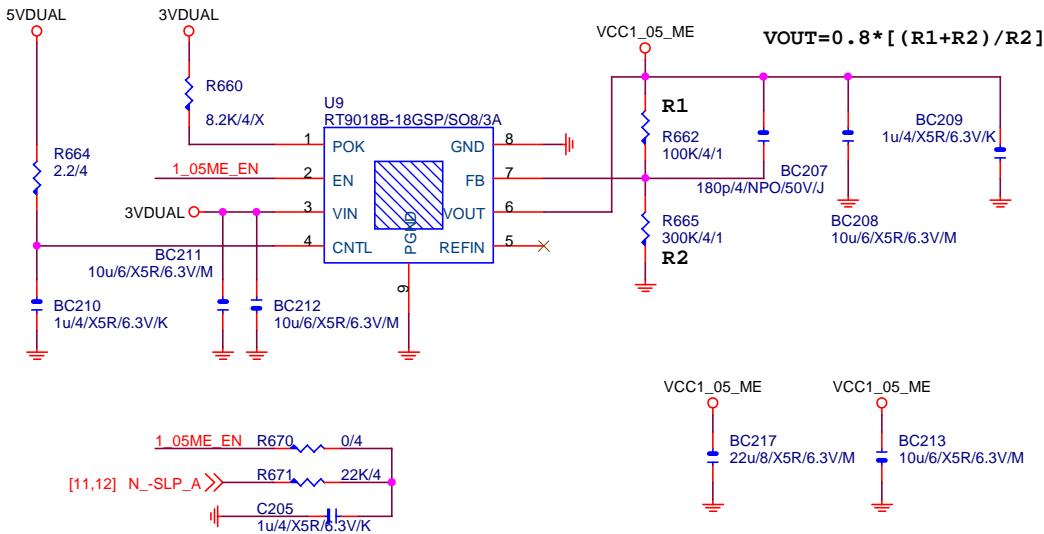 5VDUAL
3VDUAL
VCC1_05_ME
VOUT=0.8*[(R1+R2)/R2]
R660
8.2K/4/X
U9
RT9018B-18GSP/SO8/3A
R1
R662
100K/4/1
BC209
1u/4/X5R/6.3V/K
R664
2.2/4
1 POK
GND 8
1_05ME_EN
2 EN
FB 7
BC207
180p/4/NPO/50V/J
3VDUAL
3 VIN
VOUT 6
R665
300K/4/1
R2
BC208
10u/6/X5R/6.3V/M
4 CNTL
PGND
REFIN 5
9
BC211
10u/6/X5R/6.3V/M
BC210
1u/4/X5R/6.3V/K
BC212
10u/6/X5R/6.3V/M
VCC1_05_ME
VCC1_05_ME
BC217
22u/8/X5R/6.3V/M
BC213
10u/6/X5R/6.3V/M
1_05ME_EN R670 0/4
[11,12] N_-SLP_A R671 22K/4
C205
1u/4/X5R/6.3V/K